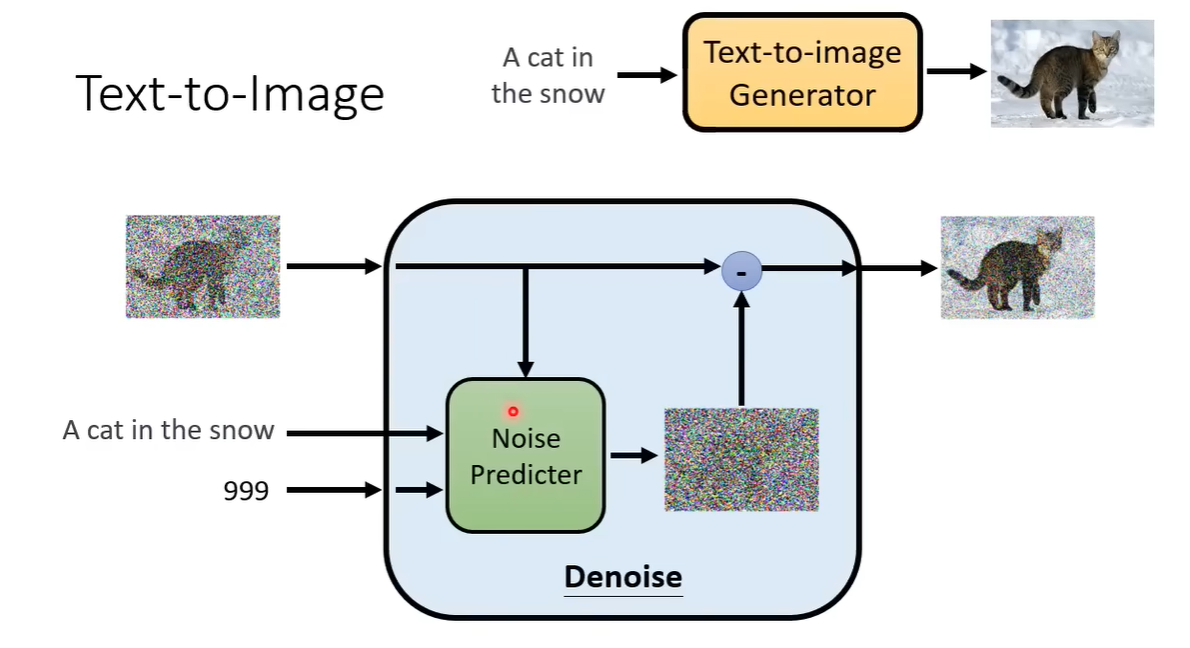 Text-to-Image
A cat in
the snow
Text-to-image
Generator
-
A cat in the snow
999
Noise
Predicter
Denoise